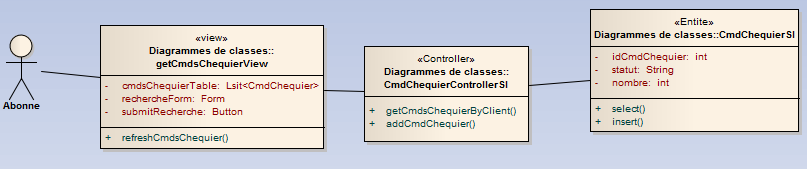 Abonne
«view»
Diagrammes de classes::
getCmdsChequierView
- cmdsChequierTable: Lsit<CmdChequier>
- rechercheForm: Form
- submitRecherche: Button
+ refreshCmdsChequier()
«Controller»
Diagrammes de classes::
CmdChequierControllerSI
+ getCmdsChequierByClient()
+ addCmdChequier()
«Entite»
Diagrammes de classes::CmdChequierSI
- idCmdChequier: int
- statut: String
- nombre: int
+ select()
+ insert()